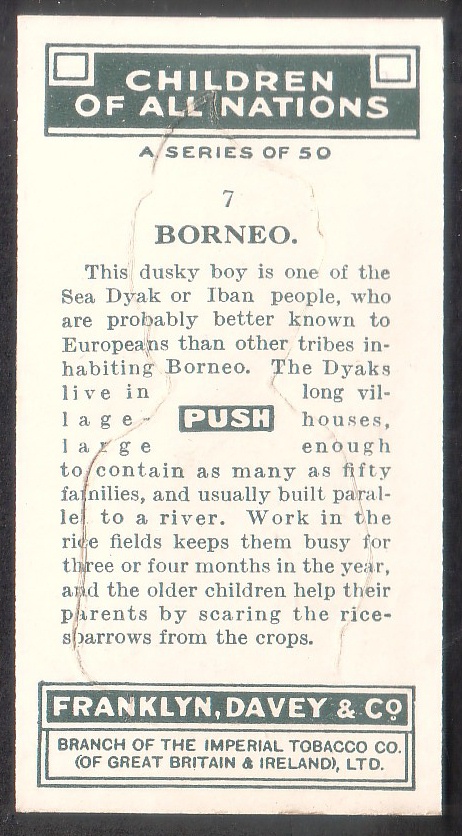 CHILDREN
OF ALL NATIONS
A SERIES OF 50
7
BORNEO.
This dusky boy is one of the
Sea Dyak or Iban people, who
are probably better known to
Europeans than other tribes in-
habiting Borneo. The Dyaks
live in long vil-
lage- PUSH houses,
large enough
to contain as many as fifty
families, and usually built paral-
lel to a river. Work in the
rice fields keeps them busy for
three or four months in the year,
and the older children help their
parents by scaring the rice-
sparrows from the crops.
FRANKLYN, DAVEY & Co.
BRANCH OF THE IMPERIAL TOBACCO CO.
(OF GREAT BRITAIN & IRELAND), LTD.